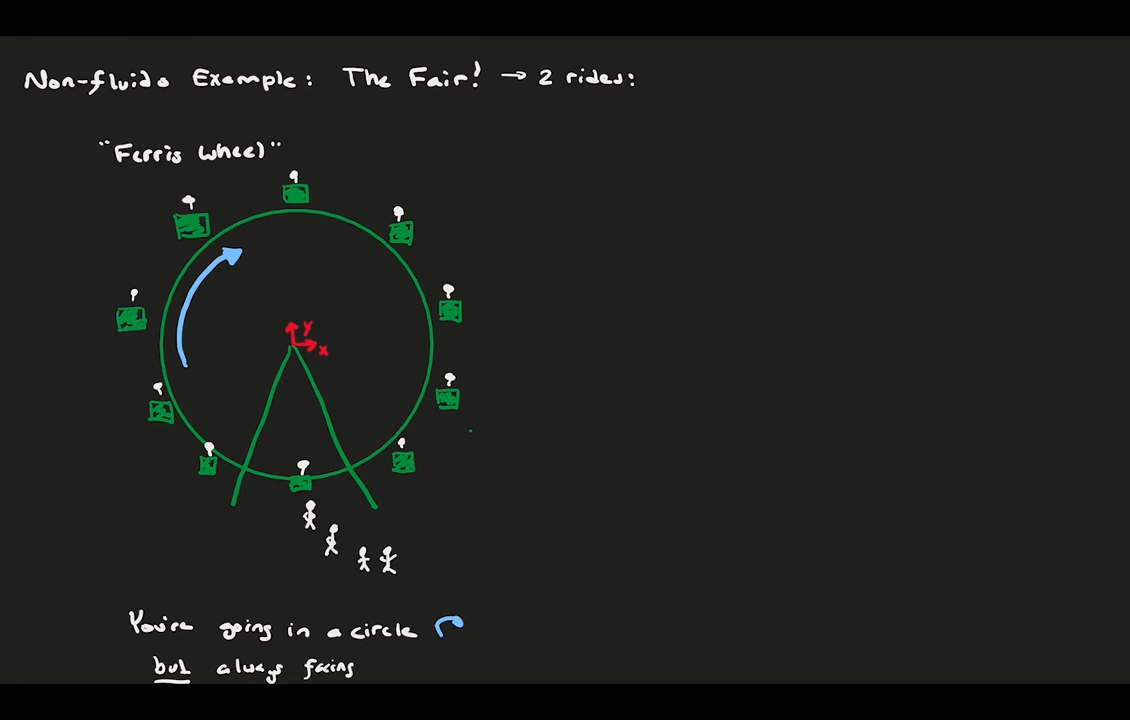 Non-fluids Example: The Fair! → 2 rides:
"Ferris Wheel"
y
x
You're going in a circle
but always facing